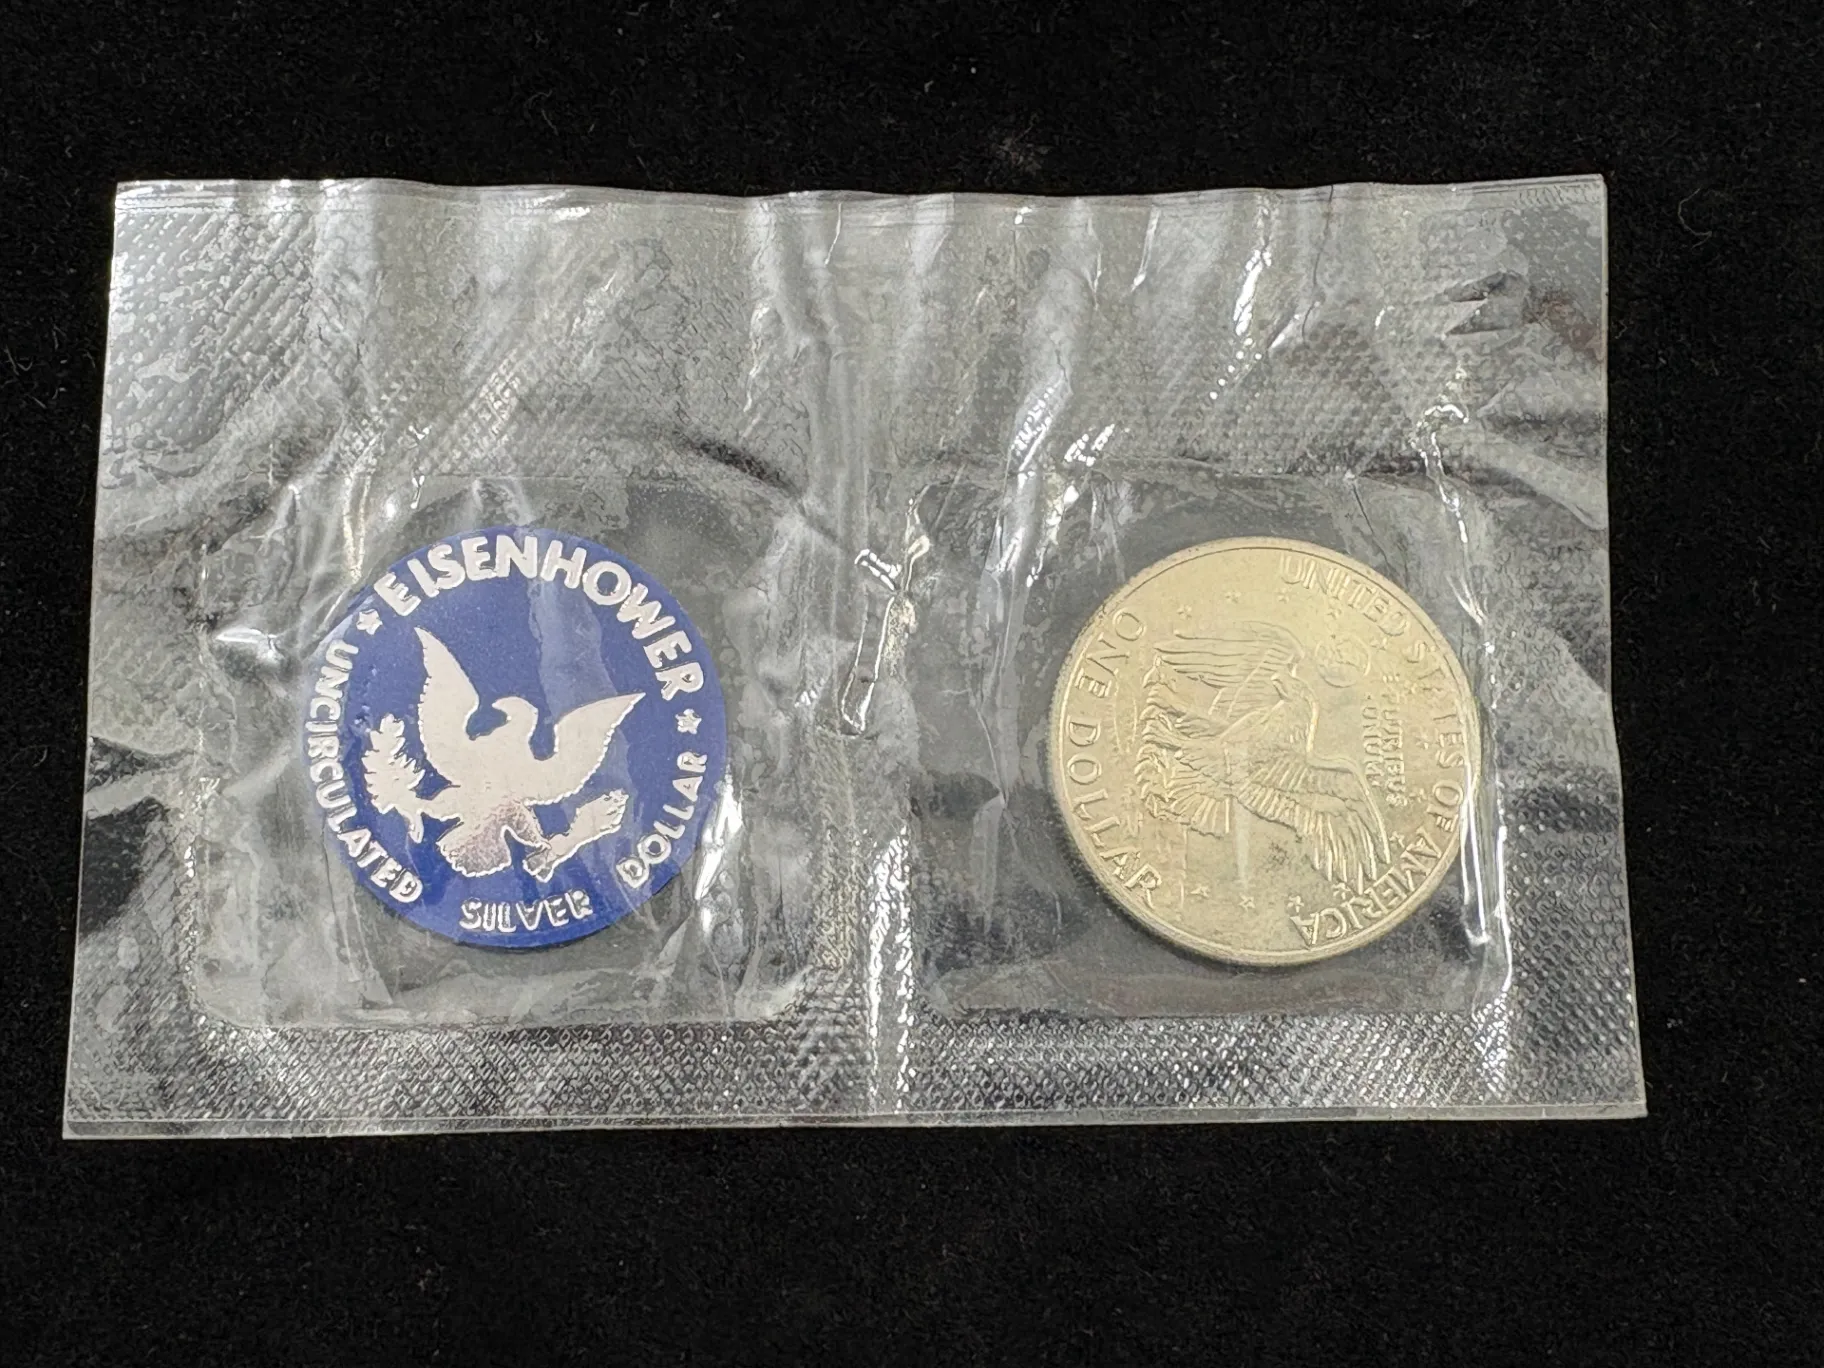 EISENHOWER
UNCIRCULATED SILVER DOLLAR
UNITED STATES OF AMERICA
E PLURIBUS
UNUM
ONE DOLLAR